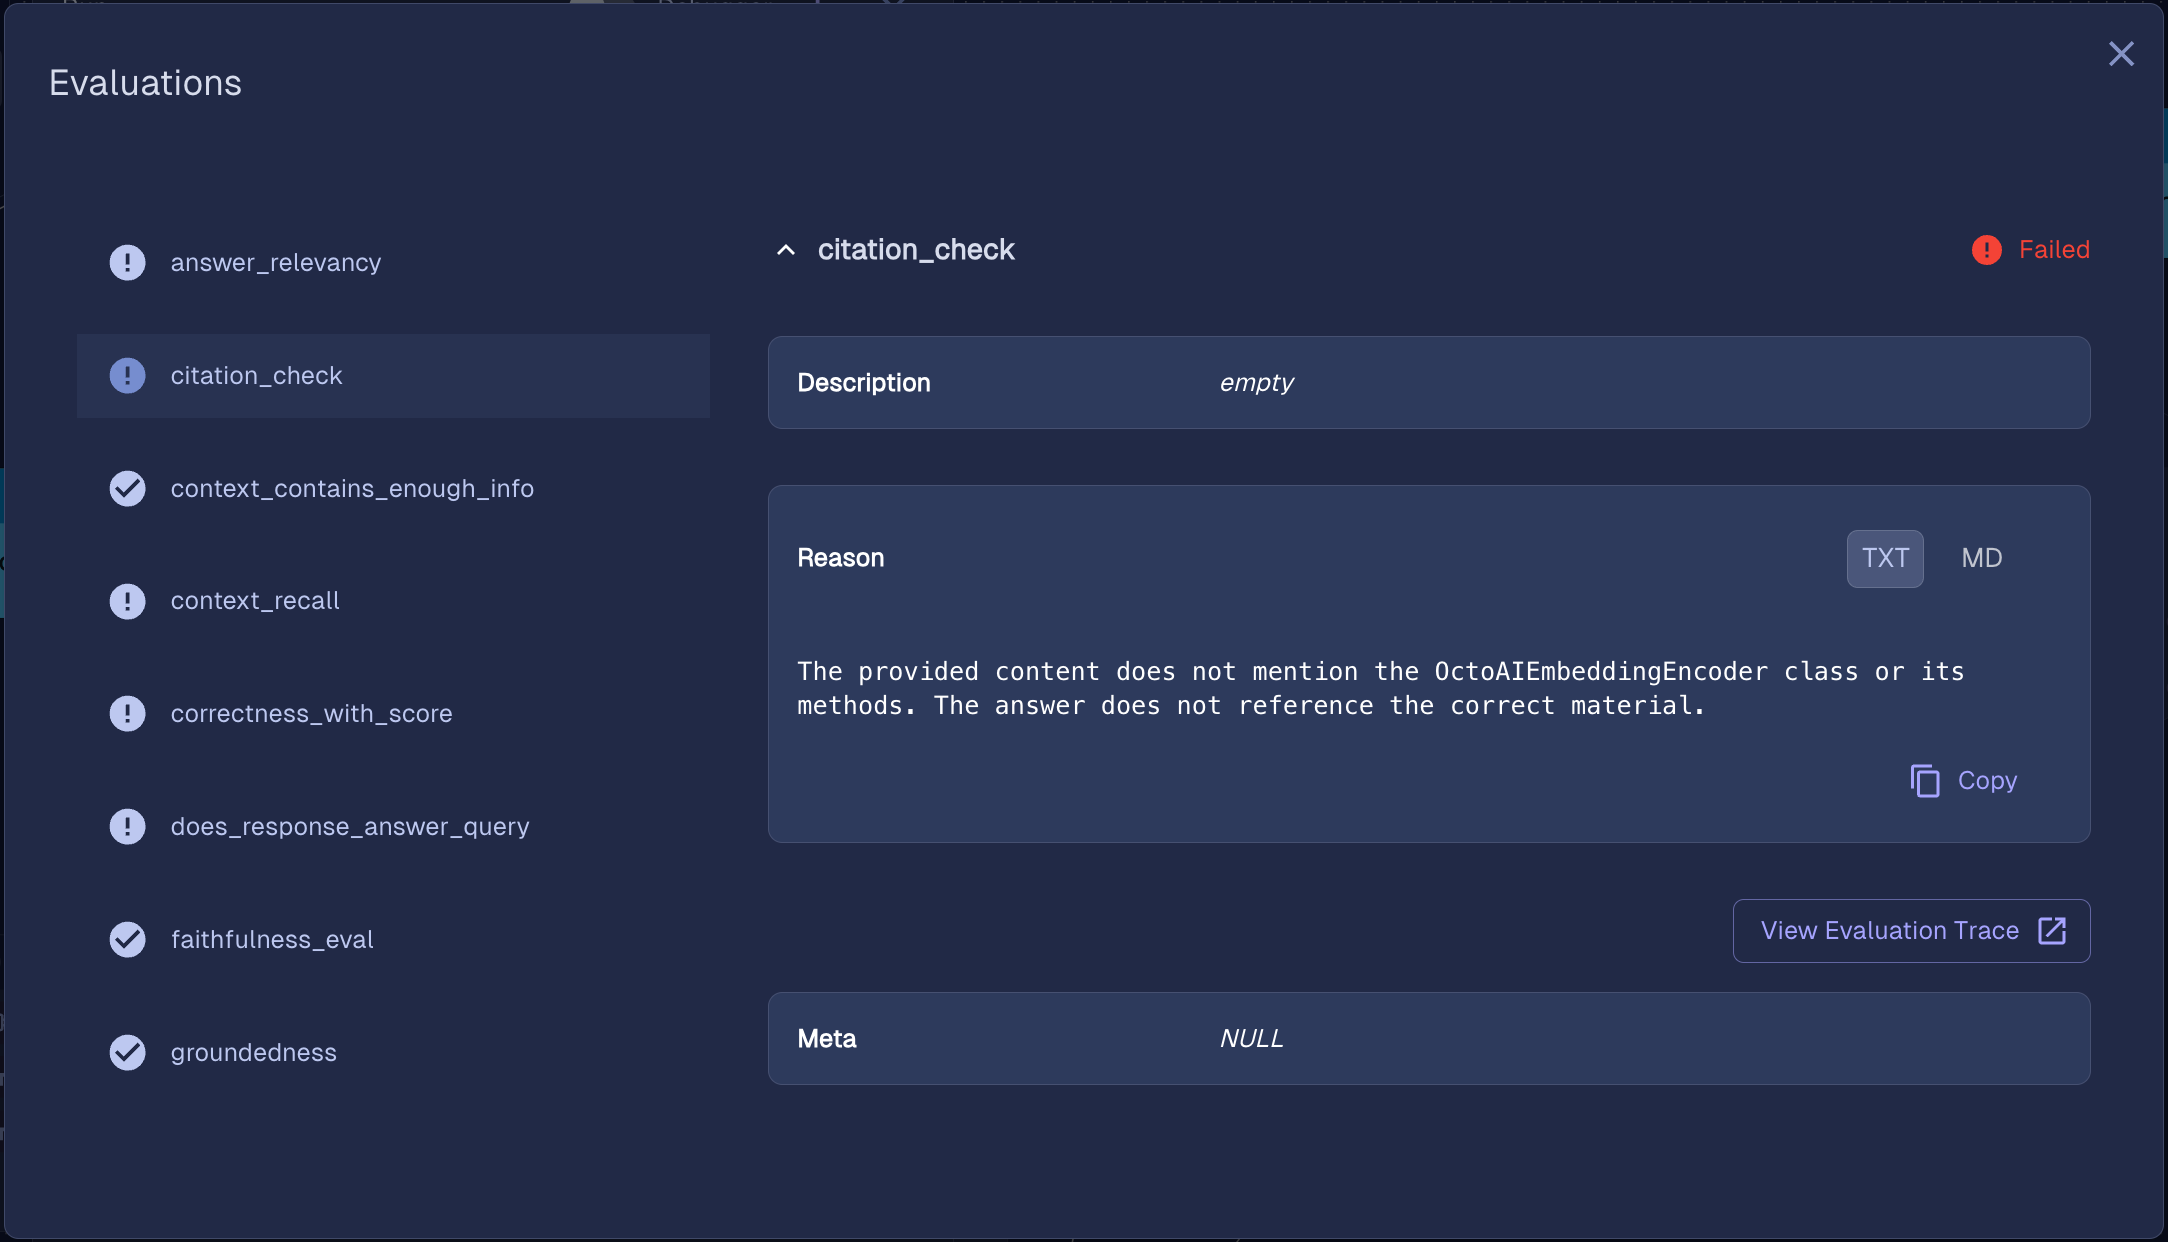 Evaluations
answer_relevancy
citation_check
context_contains_enough_info
context_recall
correctness_with_score
does_response_answer_query
faithfulness_eval
groundedness
citation_check
Failed
Description
empty
Reason
TXT
MD
The provided content does not mention the OctoAIEmbeddingEncoder class or its
methods. The answer does not reference the correct material.
Copy
View Evaluation Trace
Meta
NULL